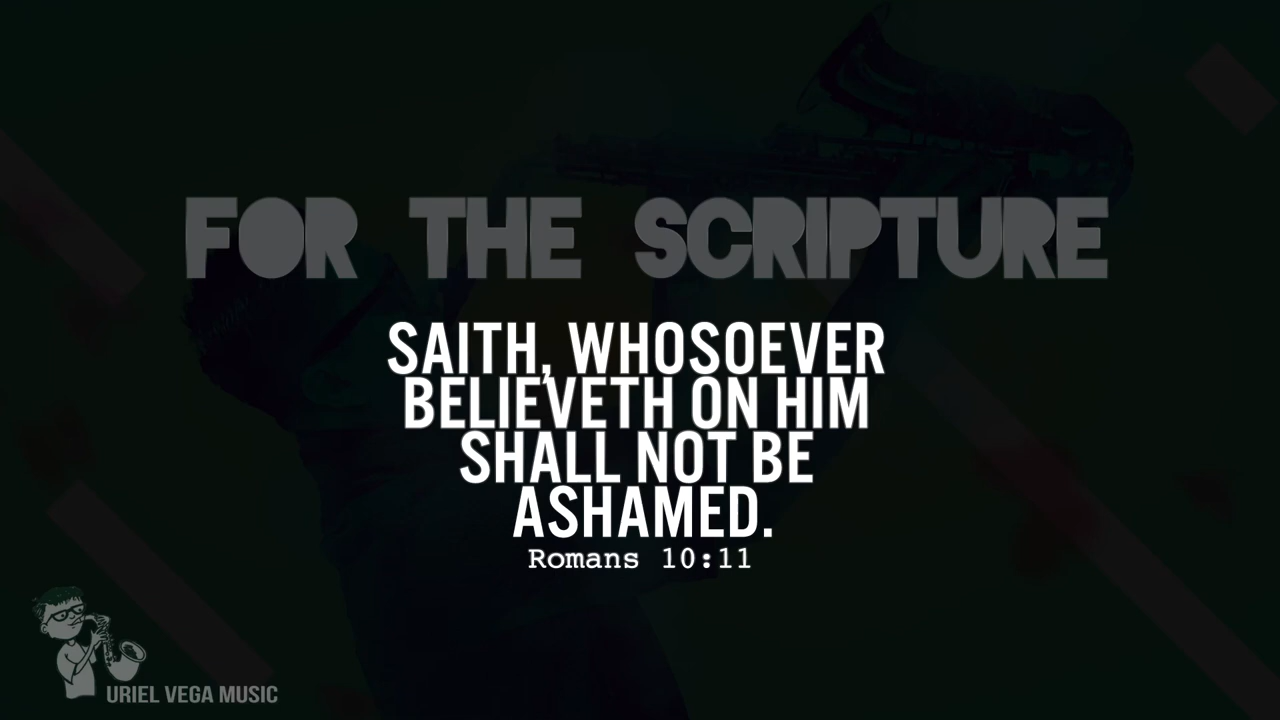 FOR THE SCRIPTURE
SAITH, WHOSOEVER
BELIEVETH ON HIM
SHALL NOT BE
ASHAMED.
Romans 10:11
URIEL VEGA MUSIC